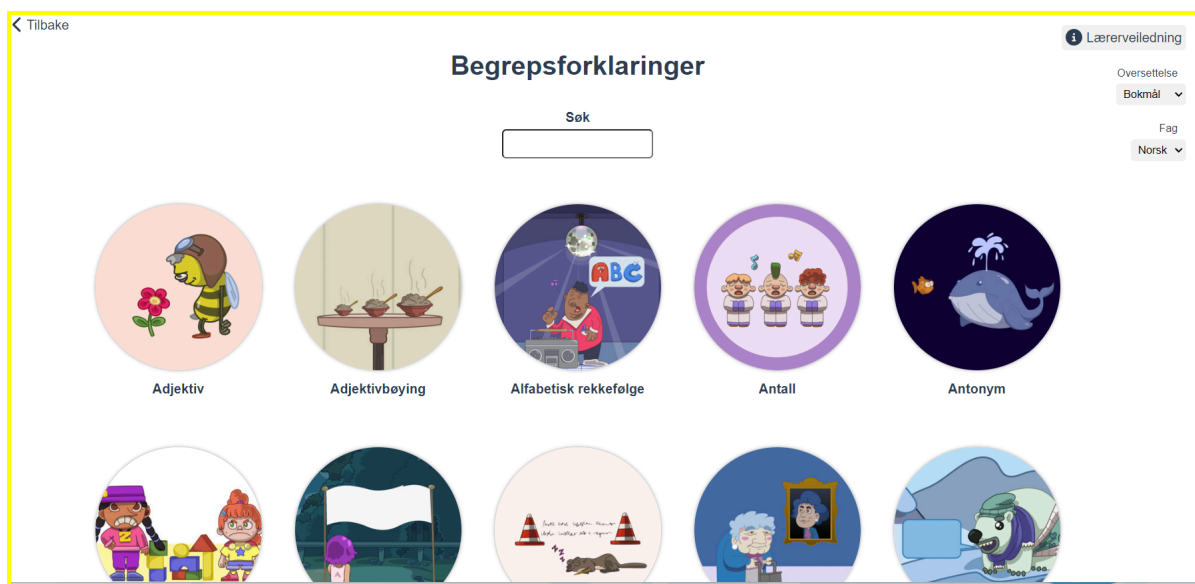 Tilbake
Lærerveiledning
Begrepsforklaringer
Oversettelse
Bokmål
Søk
Fag
Norsk
ABC
Adjektiv
Adjektivbøying
Alfabetisk rekkefølge
Antall
Antonym
Z
A